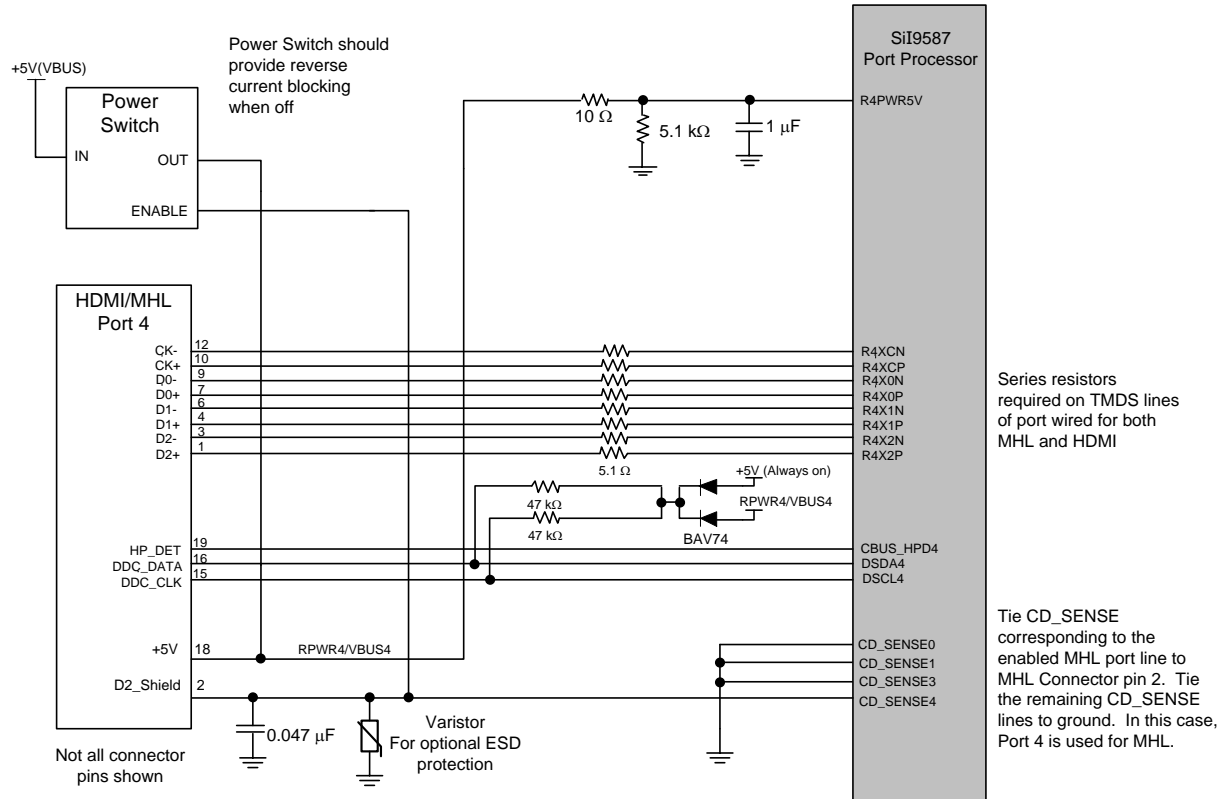 +5V(VBUS)
Power Switch should
provide reverse
current blocking
when off
Power
Switch
IN
OUT
ENABLE
SiI9587
Port Processor
R4PWR5V
10 Ω
5.1 kΩ
1 μF
HDMI/MHL
Port 4
CK- 12 R4XCN
CK+ 10 R4XCP
D0- 9 R4X0N
D0+ 7 R4X0P
D1- 6 R4X1N
D1+ 4 R4X1P
D2- 3 R4X2N
D2+ 1 R4X2P
5.1 Ω
Series resistors
required on TMDS lines
of port wired for both
MHL and HDMI
+5V (Always on)
47 kΩ
RPWR4/VBUS4
47 kΩ
BAV74
HP_DET 19 CBUS_HPD4
DDC_DATA 16 DSDA4
DDC_CLK 15 DSCL4
+5V 18 RPWR4/VBUS4
D2_Shield 2
CD_SENSE0
CD_SENSE1
CD_SENSE3
CD_SENSE4
Tie CD_SENSE
corresponding to the
enabled MHL port line to
MHL Connector pin 2. Tie
the remaining CD_SENSE
lines to ground. In this case,
Port 4 is used for MHL.
0.047 μF
Varistor
For optional ESD
protection
Not all connector
pins shown